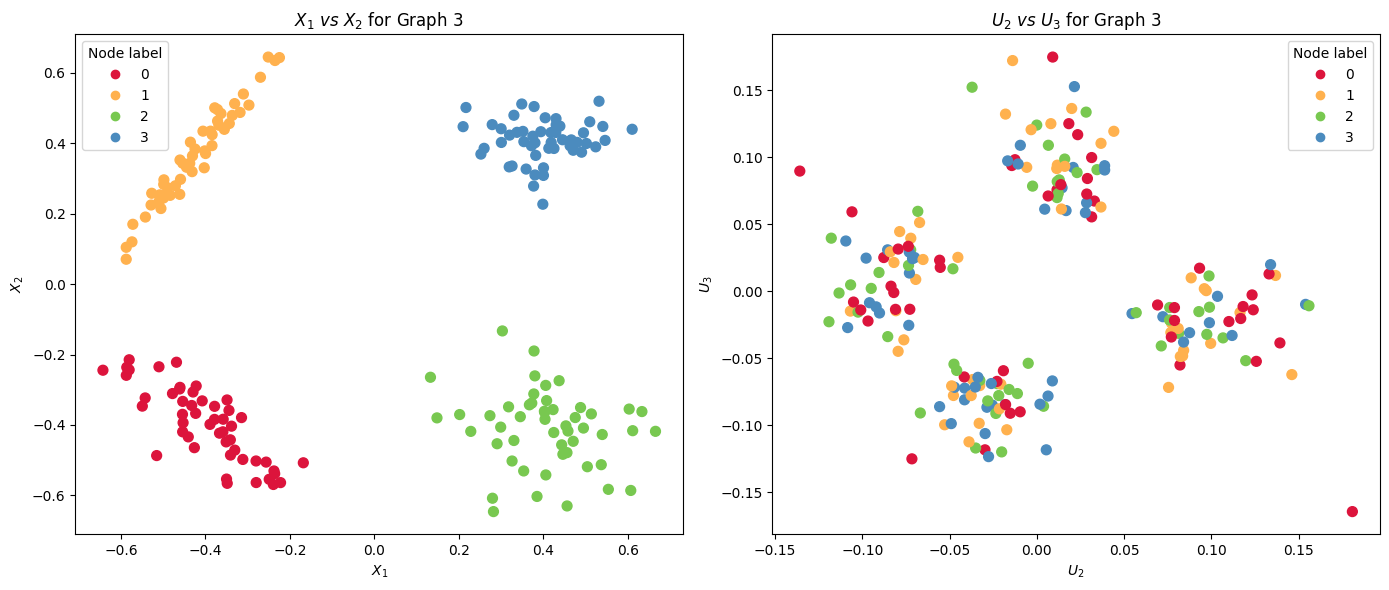 X₁ vs X₂ for Graph 3
Node label
0
1
2
3
X₂
0.6
0.4
0.2
0.0
−0.2
−0.4
−0.6
−0.6 −0.4 −0.2 0.0 0.2 0.4 0.6
X₁
U₂ vs U₃ for Graph 3
Node label
0
1
2
3
U₃
0.15
0.10
0.05
0.00
−0.05
−0.10
−0.15
−0.15 −0.10 −0.05 0.00 0.05 0.10 0.15
U₂